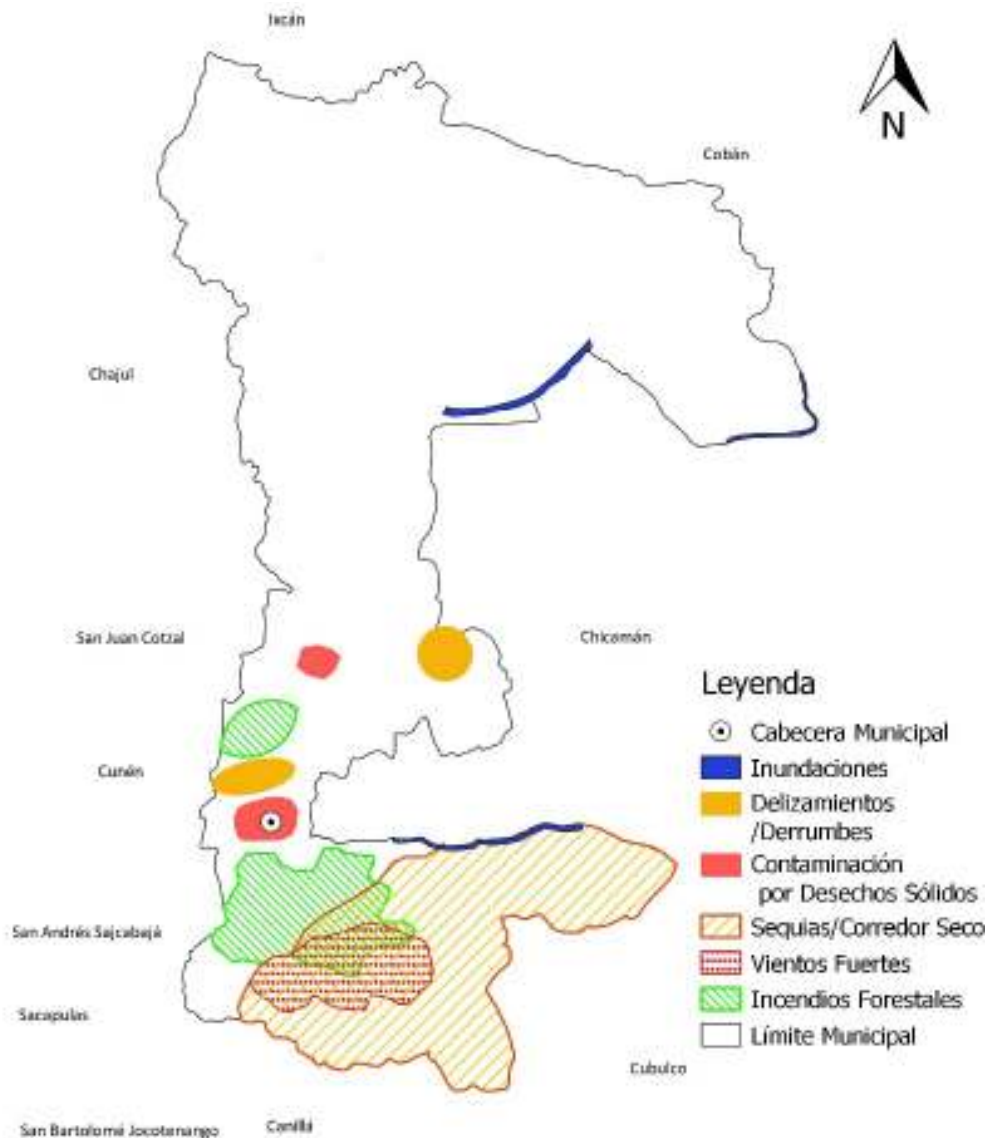 Ixcán
N
Cobán
Chajul
San Juan Cotzal
Chicamán
Cunén
San Andrés Sajcabajá
Sacapulas
Cubulco
San Bartolomé Jocotenango
Canillá
Leyenda
Cabecera Municipal
Inundaciones
Delizamientos
/Derrumbes
Contaminación
por Desechos Sólidos
Sequias/Corredor Seco
Vientos Fuertes
Incendios Forestales
Límite Municipal